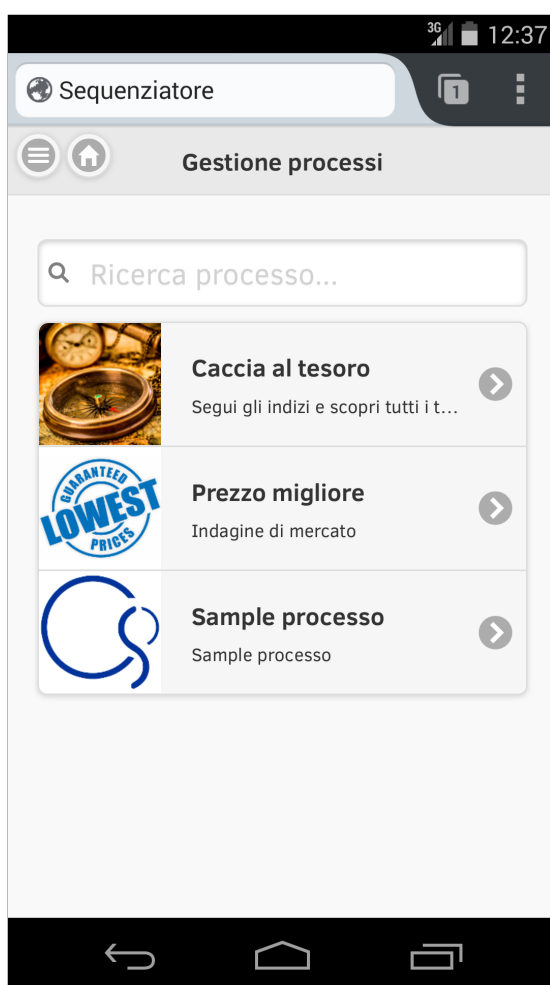 3G 12:37
Sequenziatore
1
Gestione processi
Ricerca processo...
Caccia al tesoro
Segui gli indizi e scopri tutti i t...
GUARANTEED
LOWEST
PRICES
Prezzo migliore
Indagine di mercato
Sample processo
Sample processo